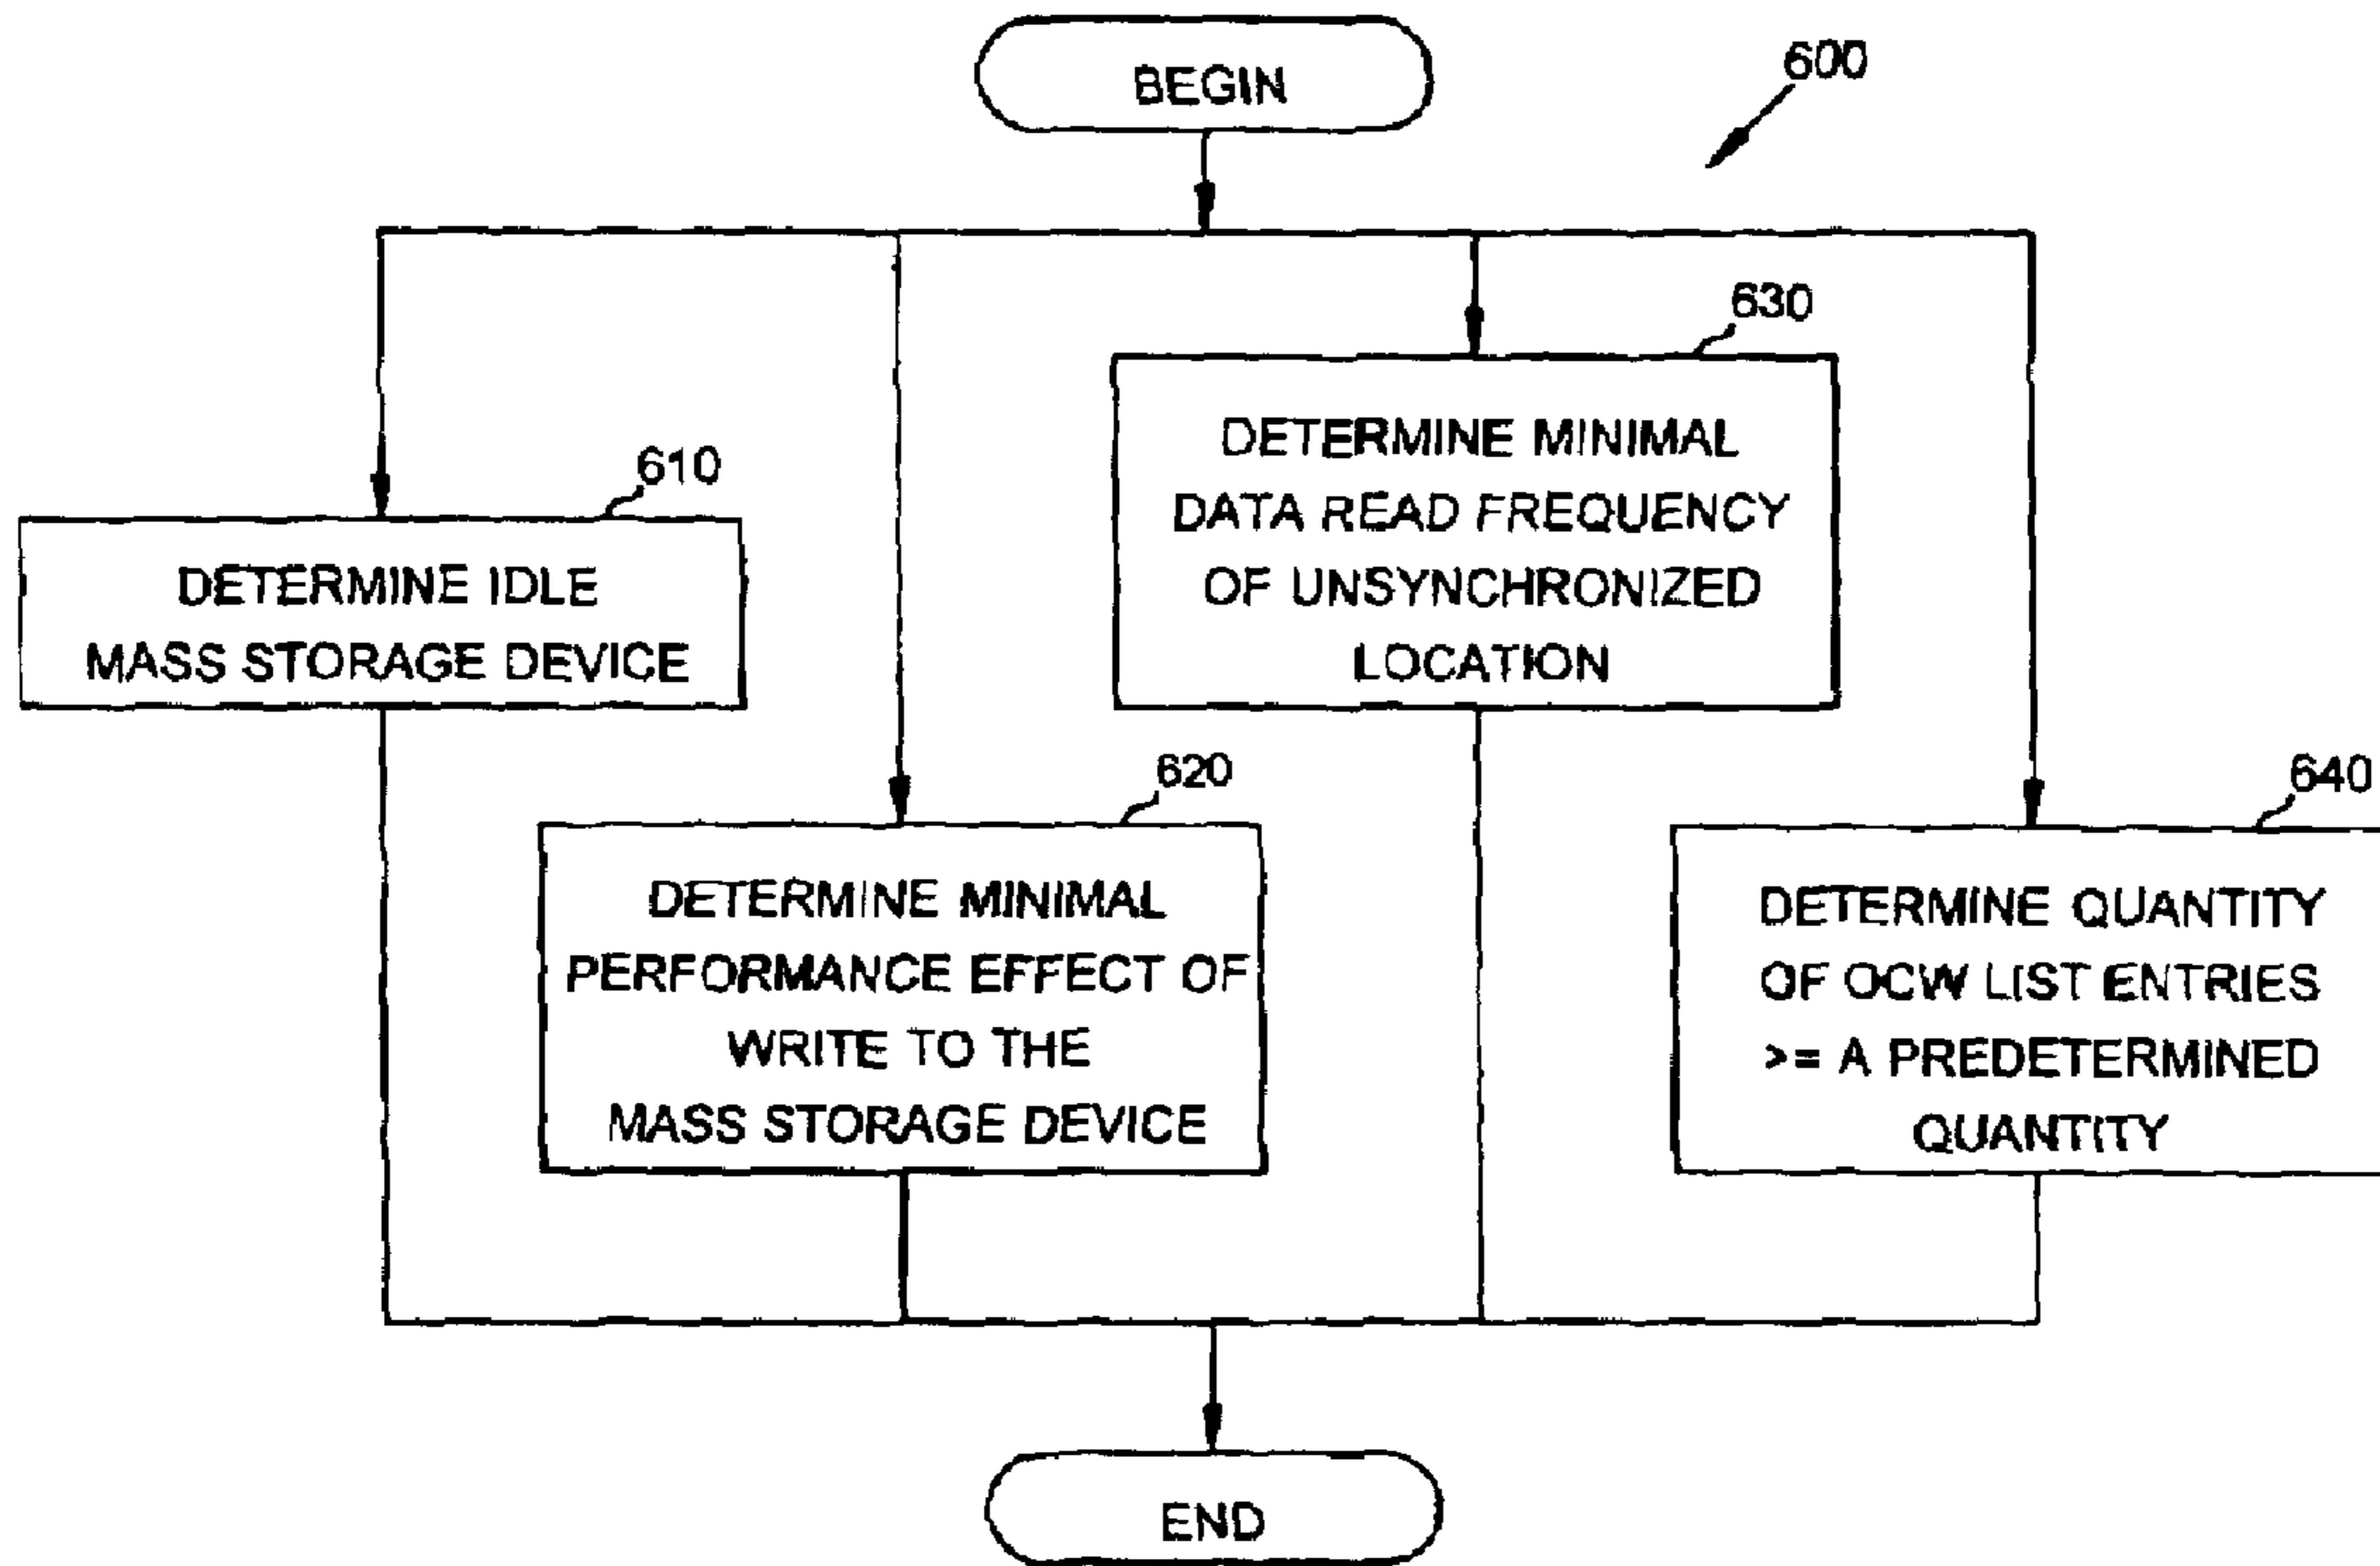 BEGIN
600
630
DETERMINE MINIMAL
DATA READ FREQUENCY
OF UNSYNCHRONIZED
LOCATION
610
DETERMINE IDLE
MASS STORAGE DEVICE
620
DETERMINE MINIMAL
PERFORMANCE EFFECT OF
WRITE TO THE
MASS STORAGE DEVICE
640
DETERMINE QUANTITY
OF OCW LIST ENTRIES
>= A PREDETERMINED
QUANTITY
END